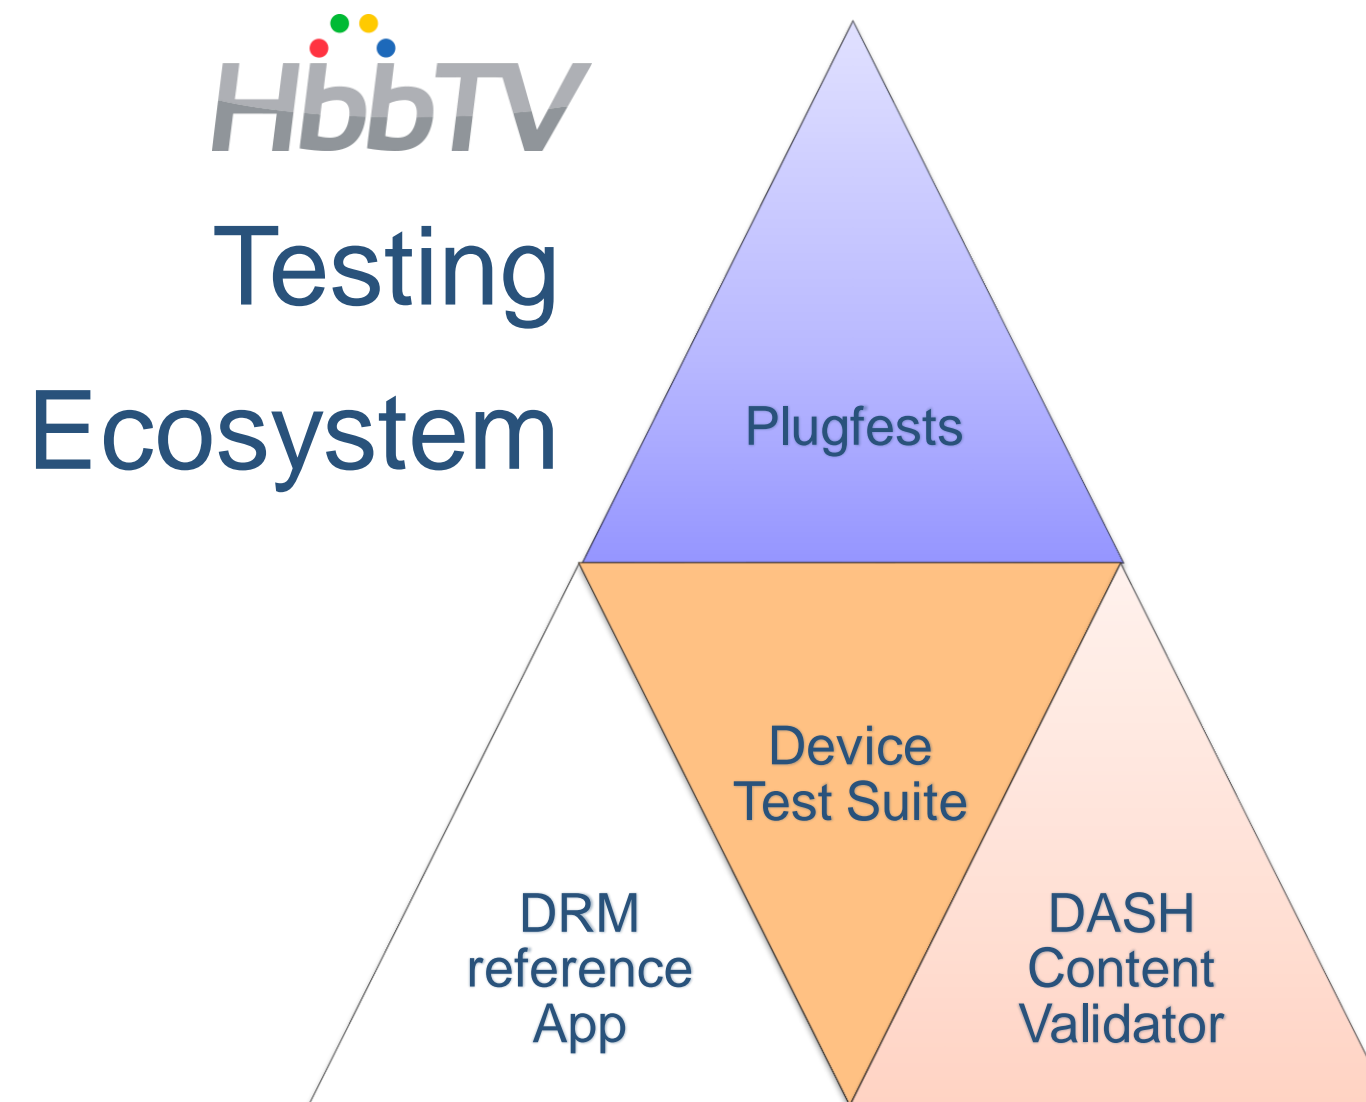 HbbTV
Testing
Ecosystem
Plugfests
Device
Test Suite
DRM
reference
App
DASH
Content
Validator